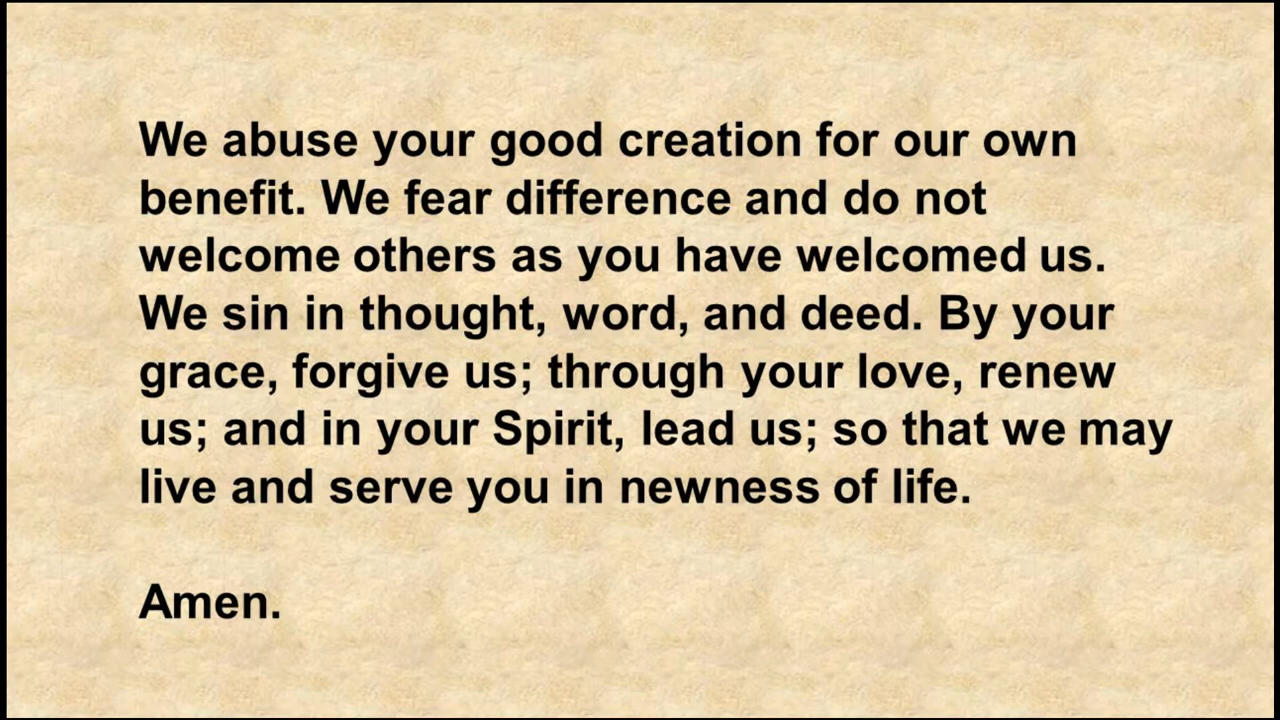 We abuse your good creation for our own
benefit. We fear difference and do not
welcome others as you have welcomed us.
We sin in thought, word, and deed. By your
grace, forgive us; through your love, renew
us; and in your Spirit, lead us; so that we may
live and serve you in newness of life.
Amen.